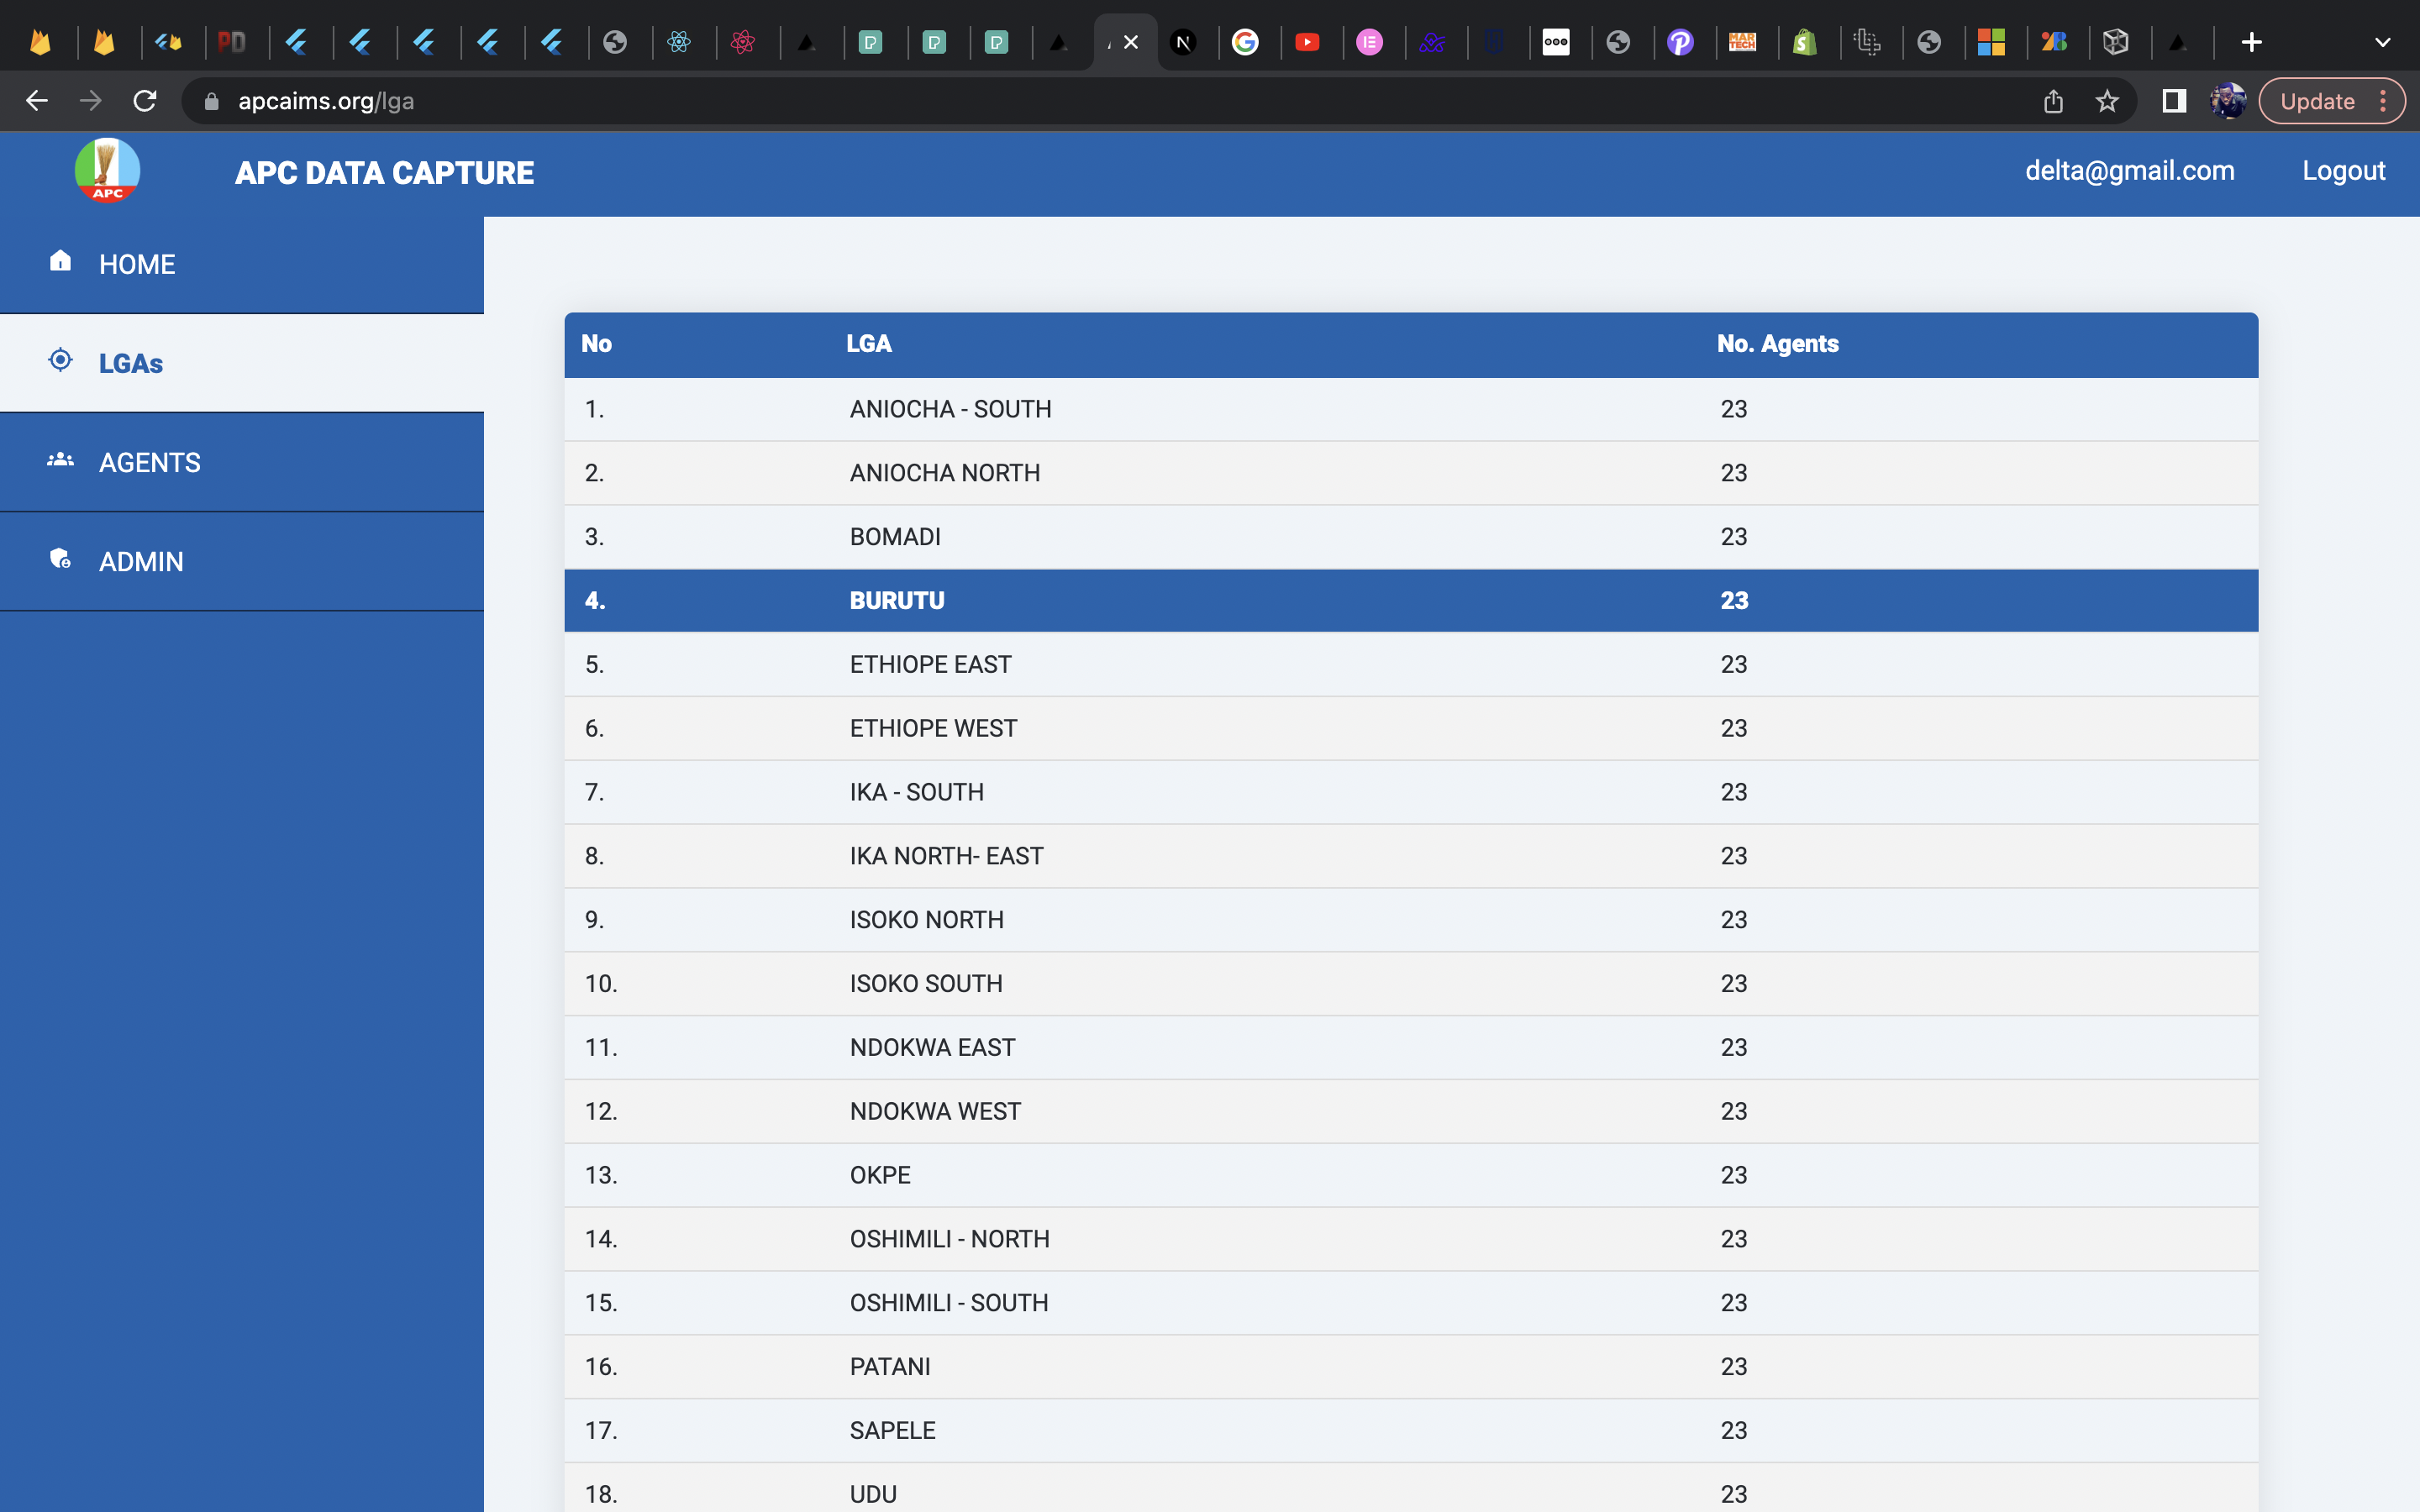 PD
apcaims.org/lga
Update
APC
APC DATA CAPTURE
delta@gmail.com
Logout
HOME
LGAs
AGENTS
ADMIN
No LGA No. Agents
1. ANIOCHA - SOUTH 23
2. ANIOCHA NORTH 23
3. BOMADI 23
4. BURUTU 23
5. ETHIOPE EAST 23
6. ETHIOPE WEST 23
7. IKA - SOUTH 23
8. IKA NORTH- EAST 23
9. ISOKO NORTH 23
10. ISOKO SOUTH 23
11. NDOKWA EAST 23
12. NDOKWA WEST 23
13. OKPE 23
14. OSHIMILI - NORTH 23
15. OSHIMILI - SOUTH 23
16. PATANI 23
17. SAPELE 23
18. UDU 23